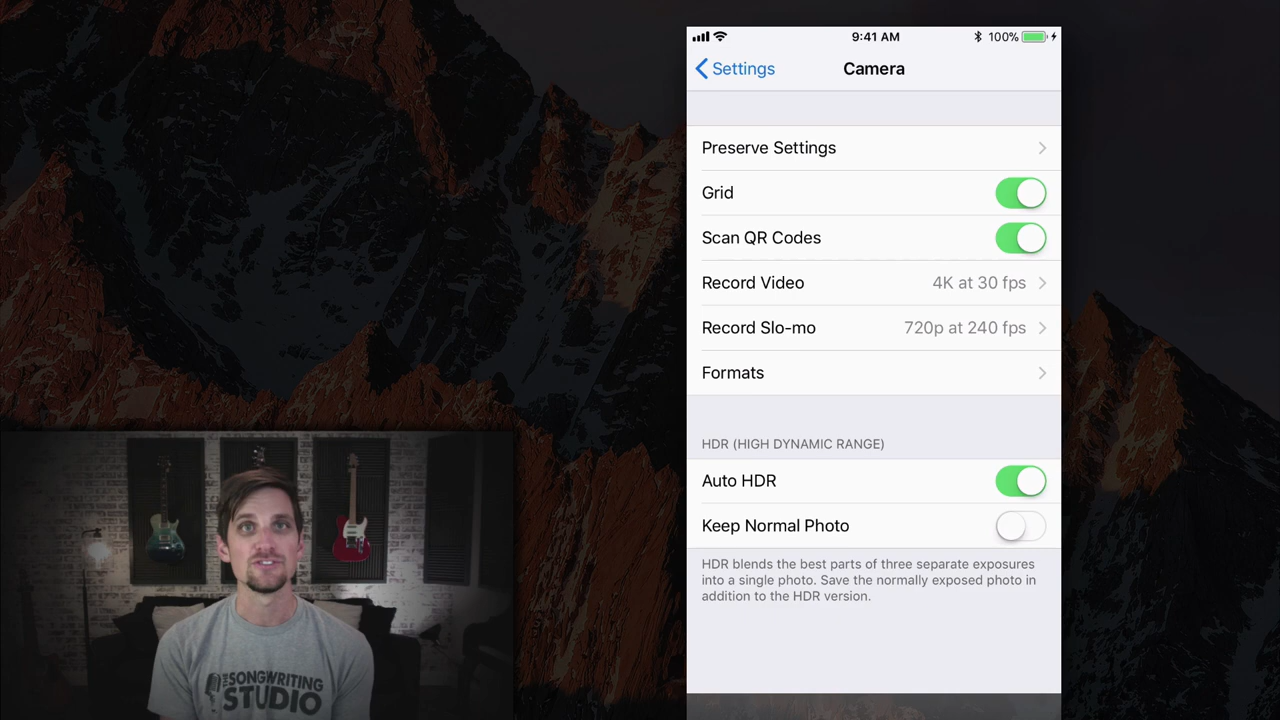 9:41 AM
100%
Settings
Camera
Preserve Settings
Grid
Scan QR Codes
Record Video 4K at 30 fps
Record Slo-mo 720p at 240 fps
Formats
HDR (HIGH DYNAMIC RANGE)
Auto HDR
Keep Normal Photo
HDR blends the best parts of three separate exposures
into a single photo. Save the normally exposed photo in
addition to the HDR version.
THE SONGWRITING
STUDIO